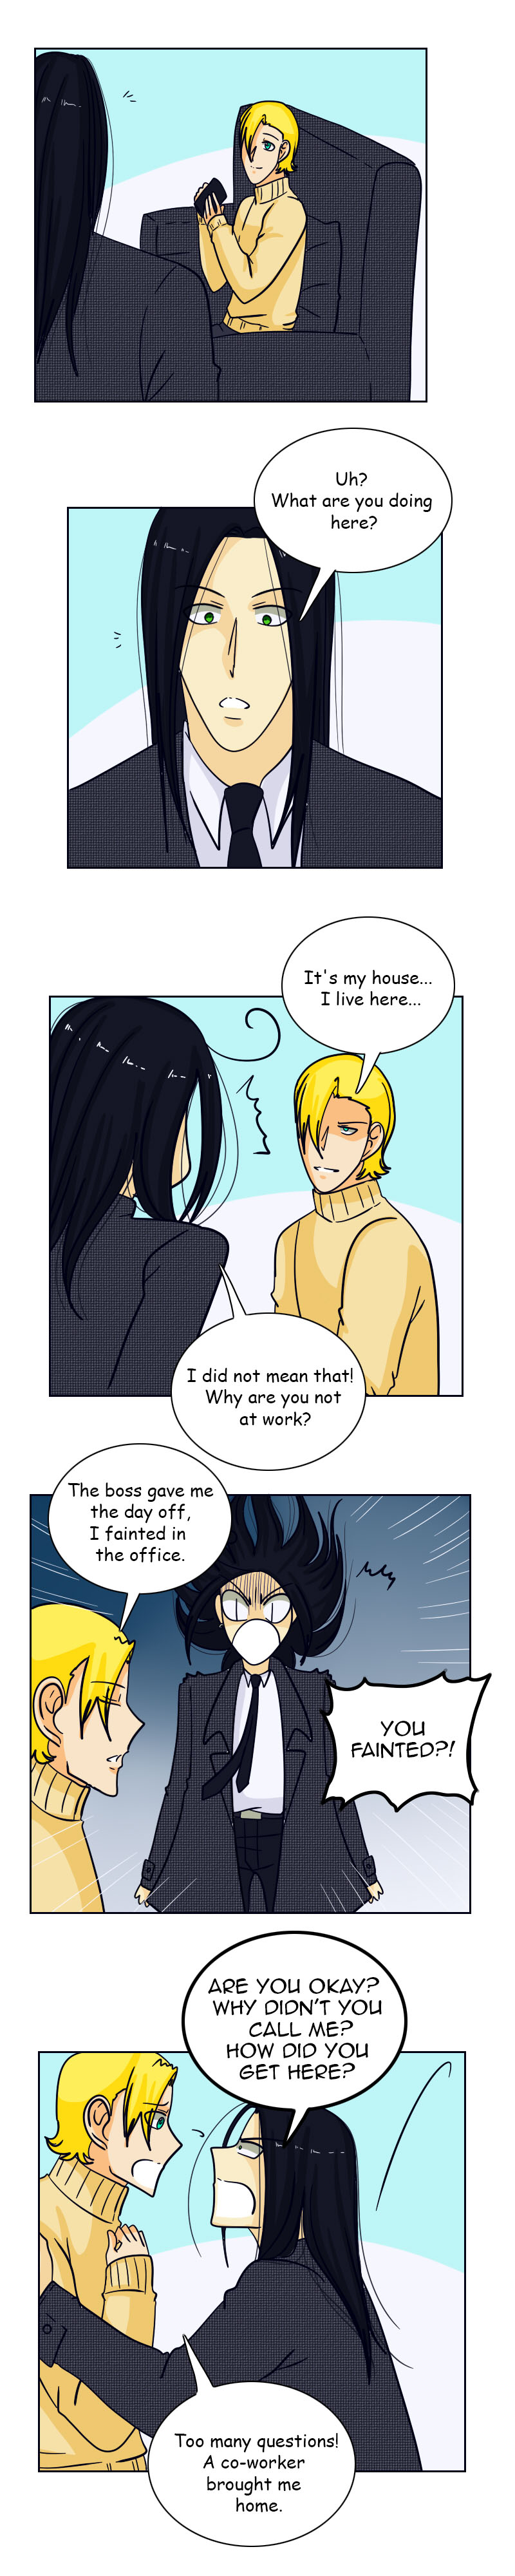 Uh?
What are you doing
here?
It's my house...
I live here...
I did not mean that!
Why are you not
at work?
The boss gave me
the day off,
I fainted in
the office.
YOU
FAINTED?!
ARE YOU OKAY?
WHY DIDN'T YOU
CALL ME?
HOW DID YOU
GET HERE?
Too many questions!
A co-worker
brought me
home.